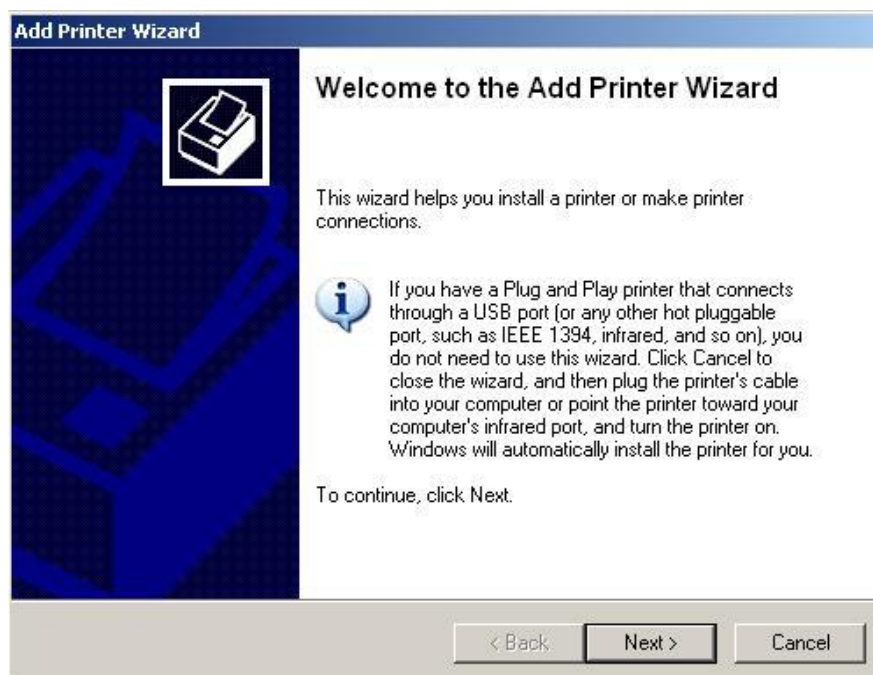 Add Printer Wizard
Welcome to the Add Printer Wizard
This wizard helps you install a printer or make printer
connections.
If you have a Plug and Play printer that connects
through a USB port (or any other hot pluggable
port, such as IEEE 1394, infrared, and so on), you
do not need to use this wizard. Click Cancel to
close the wizard, and then plug the printer's cable
into your computer or point the printer toward your
computer's infrared port, and turn the printer on.
Windows will automatically install the printer for you.
To continue, click Next.
< Back
Next >
Cancel